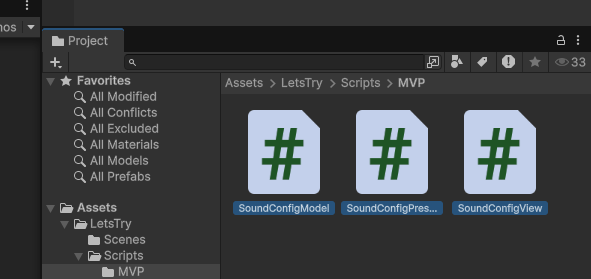 nos
Project
33
Favorites
All Modified
All Conflicts
All Excluded
All Materials
All Models
All Prefabs
Assets
LetsTry
Scenes
Scripts
MVP
Assets > LetsTry > Scripts > MVP
SoundConfigModel
SoundConfigPres...
SoundConfigView